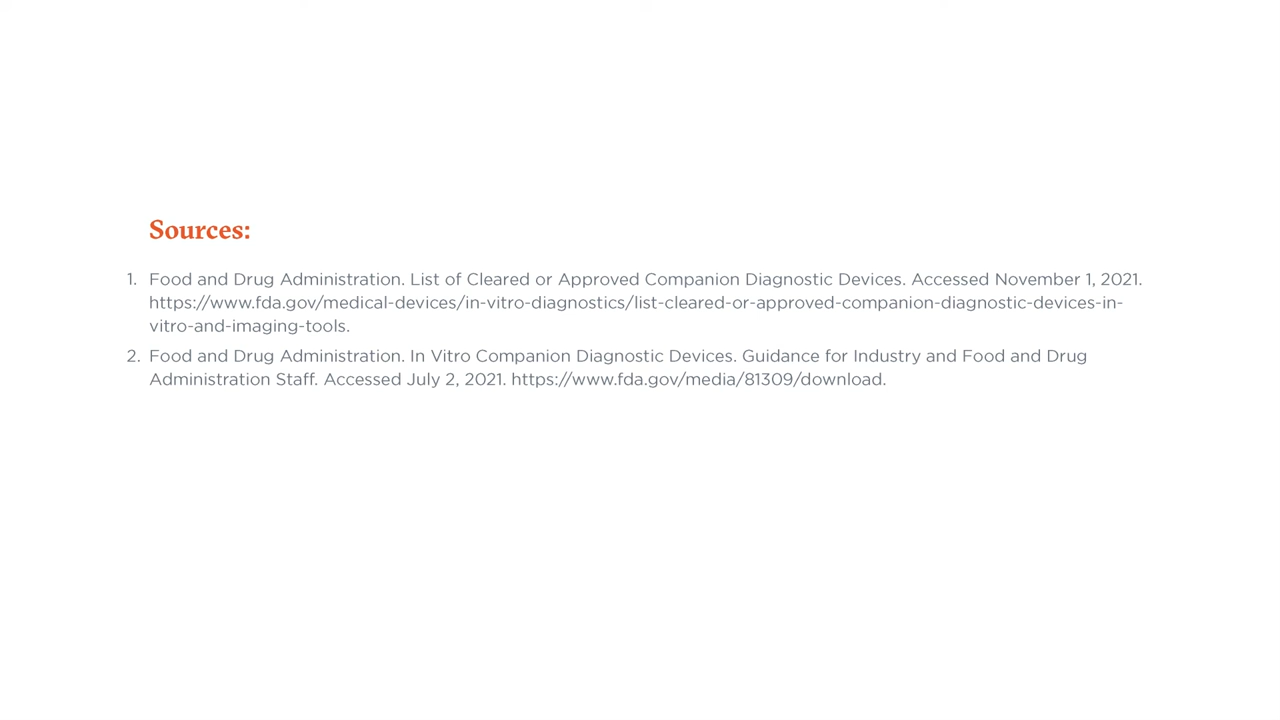 Sources:
1. Food and Drug Administration. List of Cleared or Approved Companion Diagnostic Devices. Accessed November 1, 2021.
https://www.fda.gov/medical-devices/in-vitro-diagnostics/list-cleared-or-approved-companion-diagnostic-devices-in-
vitro-and-imaging-tools.
2. Food and Drug Administration. In Vitro Companion Diagnostic Devices. Guidance for Industry and Food and Drug
Administration Staff. Accessed July 2, 2021. https://www.fda.gov/media/81309/download.